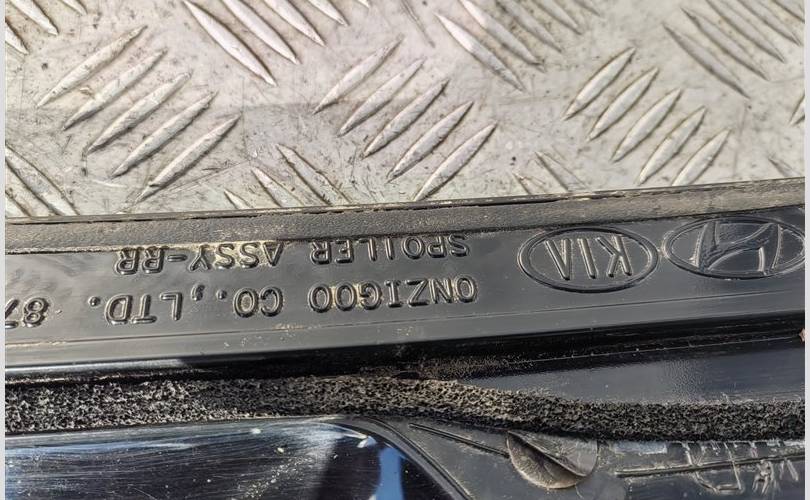 KIA
ONZIGOO CO.,LTD. 87
SPOILER ASSY-RR